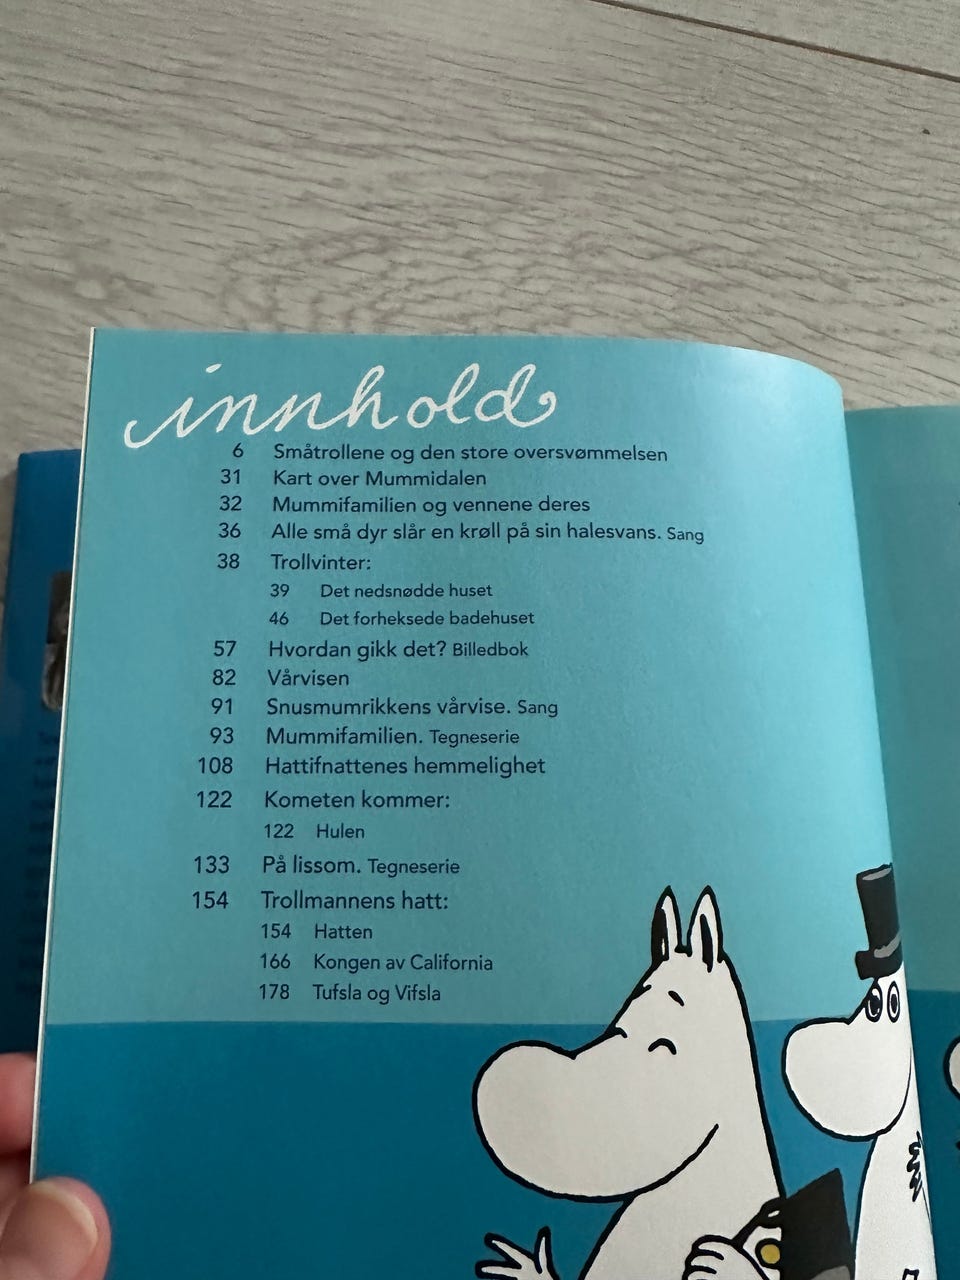 innhold
6 Småtrollene og den store oversvømmelsen
31 Kart over Mummidalen
32 Mummifamilien og vennene deres
36 Alle små dyr slår en krøll på sin halesvans. Sang
38 Trollvinter:
39 Det nedsnødde huset
46 Det forheksede badehuset
57 Hvordan gikk det? Billedbok
82 Vårvisen
91 Snusmumrikkens vårvise. Sang
93 Mummifamilien. Tegneserie
108 Hattifnattenes hemmelighet
122 Kometen kommer:
122 Hulen
133 På lissom. Tegneserie
154 Trollmannens hatt:
154 Hatten
166 Kongen av California
178 Tufsla og Vifsla